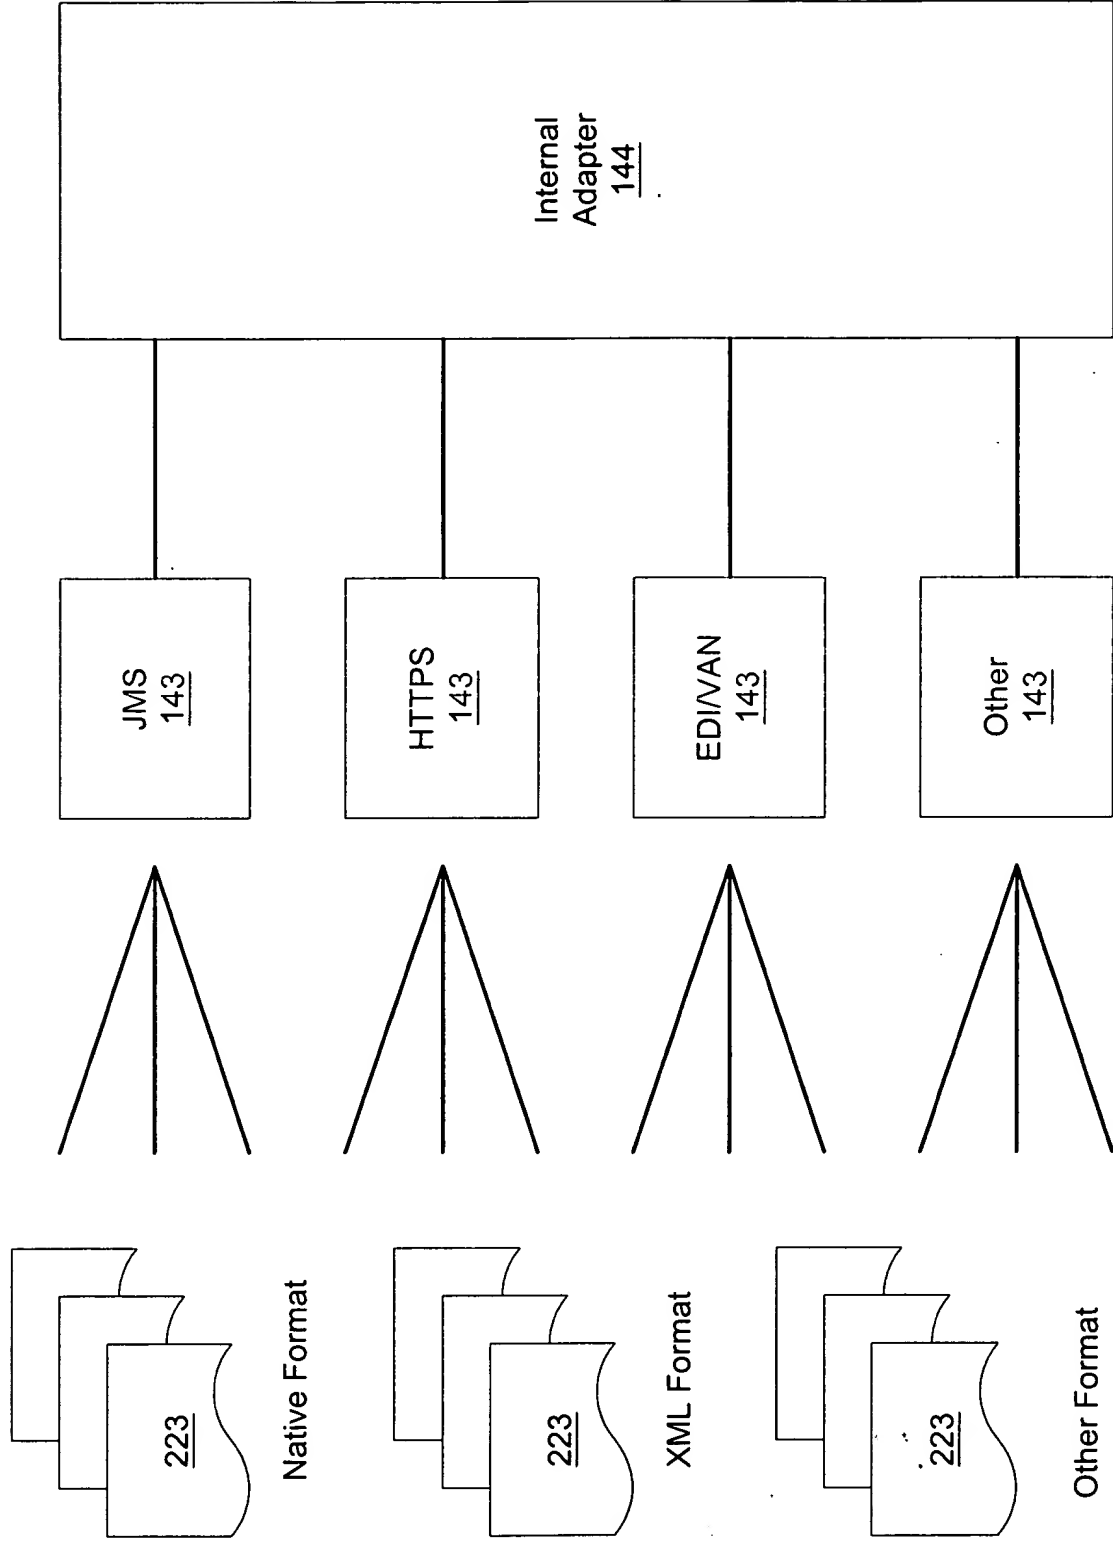 Internal
Adapter
144
JMS
143
HTTPS
143
EDI/VAN
143
Other
143
223
Native Format
223
XML Format
223
Other Format